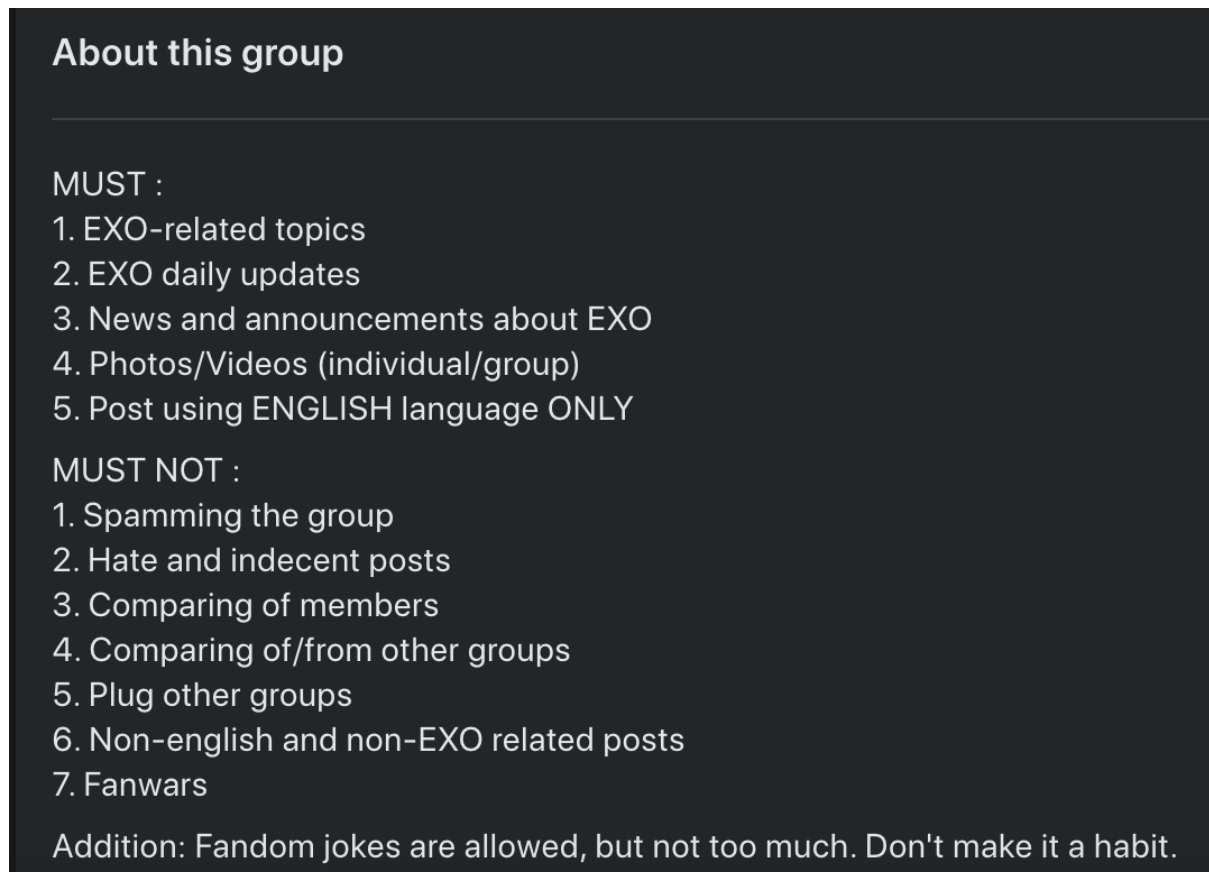 About this group
MUST :
1. EXO-related topics
2. EXO daily updates
3. News and announcements about EXO
4. Photos/Videos (individual/group)
5. Post using ENGLISH language ONLY
MUST NOT :
1. Spamming the group
2. Hate and indecent posts
3. Comparing of members
4. Comparing of/from other groups
5. Plug other groups
6. Non-english and non-EXO related posts
7. Fanwars
Addition: Fandom jokes are allowed, but not too much. Don't make it a habit.